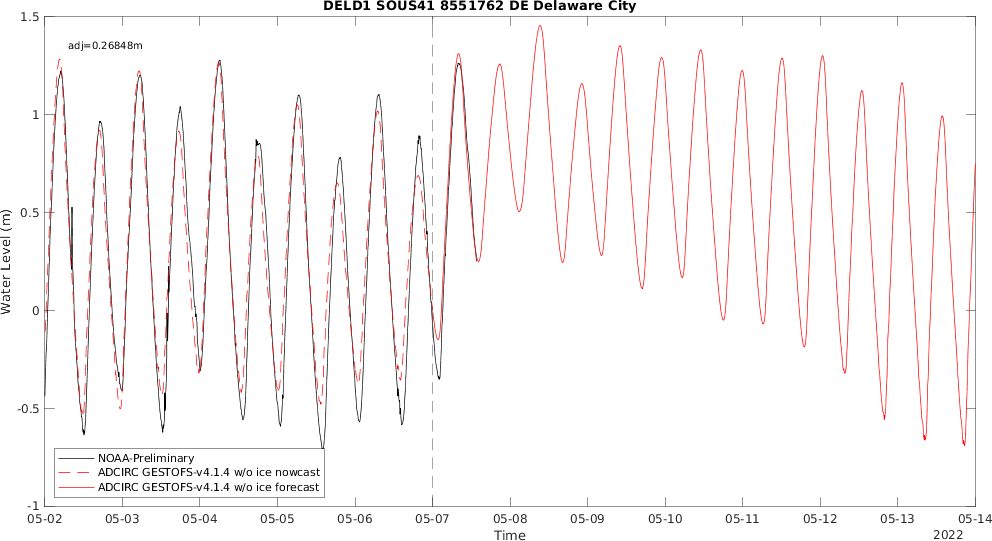 DELD1 SOUS41 8551762 DE Delaware City
adj=0.26848m
1.5
1
0.5
0
-0.5
-1
Water Level (m)
NOAA-Preliminary
ADCIRC GESTOFS-v4.1.4 w/o ice nowcast
ADCIRC GESTOFS-v4.1.4 w/o ice forecast
05-02 05-03 05-04 05-05 05-06 05-07 05-08 05-09 05-10 05-11 05-12 05-13 05-14
Time
2022